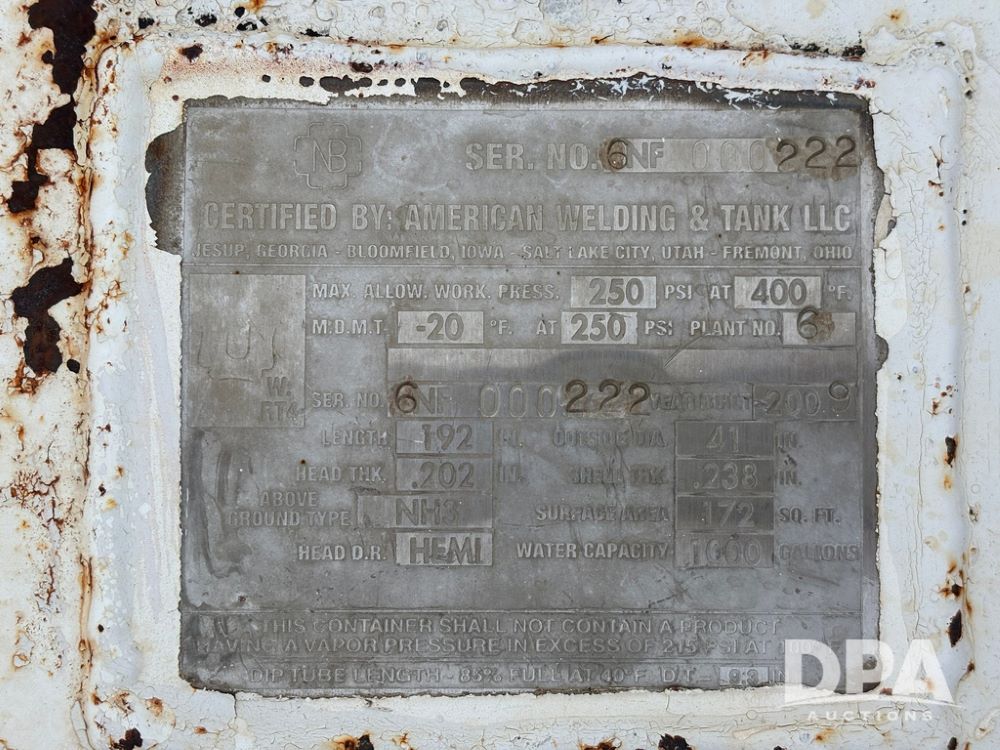 NB SER. NO. 6NF 000222
CERTIFIED BY: AMERICAN WELDING & TANK LLC
JESUP, GEORGIA - BLOOMFIELD, IOWA - SALT LAKE CITY, UTAH - FREMONT, OHIO
MAX. ALLOW. WORK. PRESS. 250 PSI AT 400 °F.
M.D.M.T. -20 °F. AT 250 PSI PLANT NO. 6
U
W
RT4 SER. NO. 6NF 000222 YEAR BUILT 2009
LENGTH 192 IN. OUTSIDE DIA. 41 IN.
HEAD THK. .202 IN. SHELL THK. .238 IN.
ABOVE
GROUND TYPE NH3 SURFACE AREA 172 SQ. FT.
HEAD D.R. HEMI WATER CAPACITY 1000 GALLONS
THIS CONTAINER SHALL NOT CONTAIN A PRODUCT
HAVING A VAPOR PRESSURE IN EXCESS OF 215 PSI AT
DIP TUBE LENGTH - 85% FULL AT 40°F D.T.=
DPA
AUCTIONS